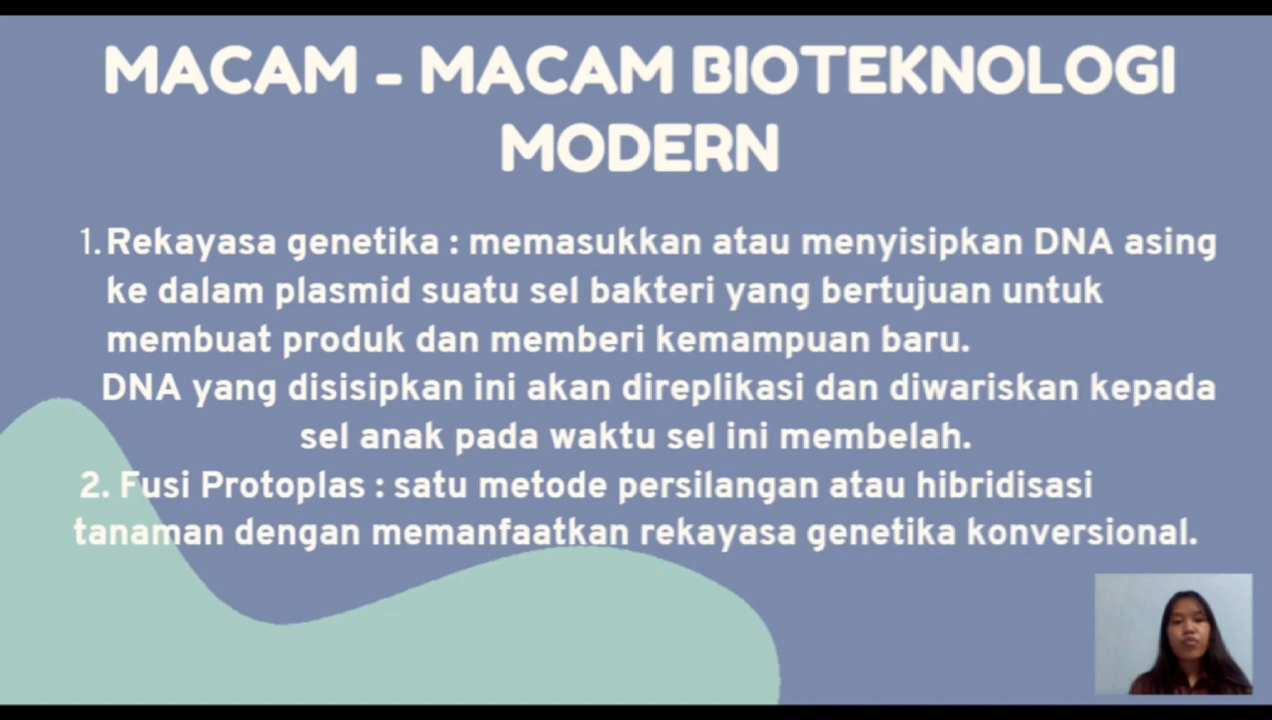 MACAM - MACAM BIOTEKNOLOGI
MODERN
1. Rekayasa genetika : memasukkan atau menyisipkan DNA asing
ke dalam plasmid suatu sel bakteri yang bertujuan untuk
membuat produk dan memberi kemampuan baru.
DNA yang disisipkan ini akan direplikasi dan diwariskan kepada
sel anak pada waktu sel ini membelah.
2. Fusi Protoplas : satu metode persilangan atau hibridisasi
tanaman dengan memanfaatkan rekayasa genetika konversional.